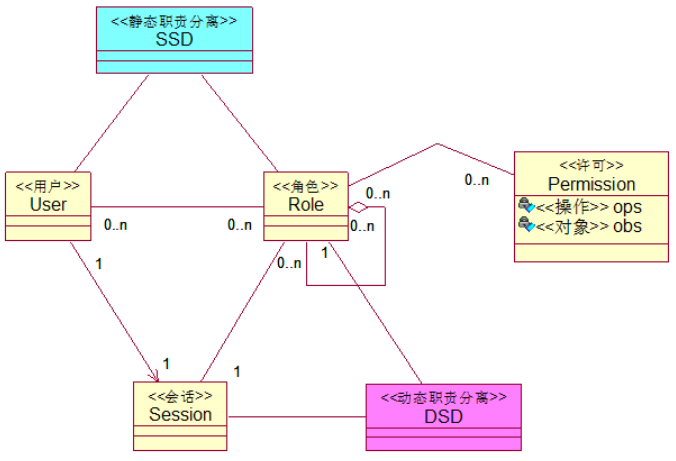 <<静态职责分离>>
SSD
<<用户>>
User
<<角色>>
Role
<<许可>>
Permission
<<操作>> ops
<<对象>> obs
0..n
0..n
0..n
0..n
0..n
0..n
1
1
1
1
<<会话>>
Session
<<动态职责分离>>
DSD